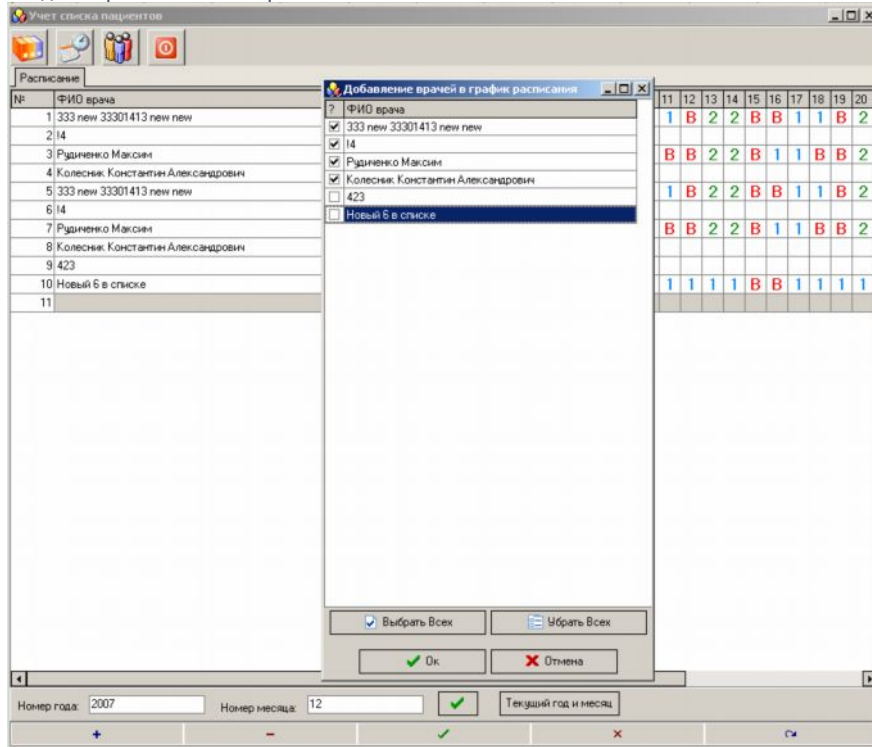 Учет списка пациентов
Расписание
№ ФИО врача 11 12 13 14 15 16 17 18 19 20
1 333 new 33301413 new new 1 В 2 2 В В 1 1 В 2
2 !4
3 Рудиченко Максим В В 2 2 В 1 1 В В 2
4 Колесник Константин Александрович
5 333 new 33301413 new new 1 В 2 2 В В 1 1 В 2
6 !4
7 Рудиченко Максим В В 2 2 В 1 1 В В 2
8 Колесник Константин Александрович
9 423
10 Новый 6 в списке 1 1 1 1 В В 1 1 1 1
11
Добавление врачей в график расписания
? ФИО врача
333 new 33301413 new new
!4
Рудиченко Максим
Колесник Константин Александрович
423
Новый 6 в списке
Выбрать Всех Убрать Всех
Ок Отмена
Номер года: 2007 Номер месяца: 12 Текущий год и месяц